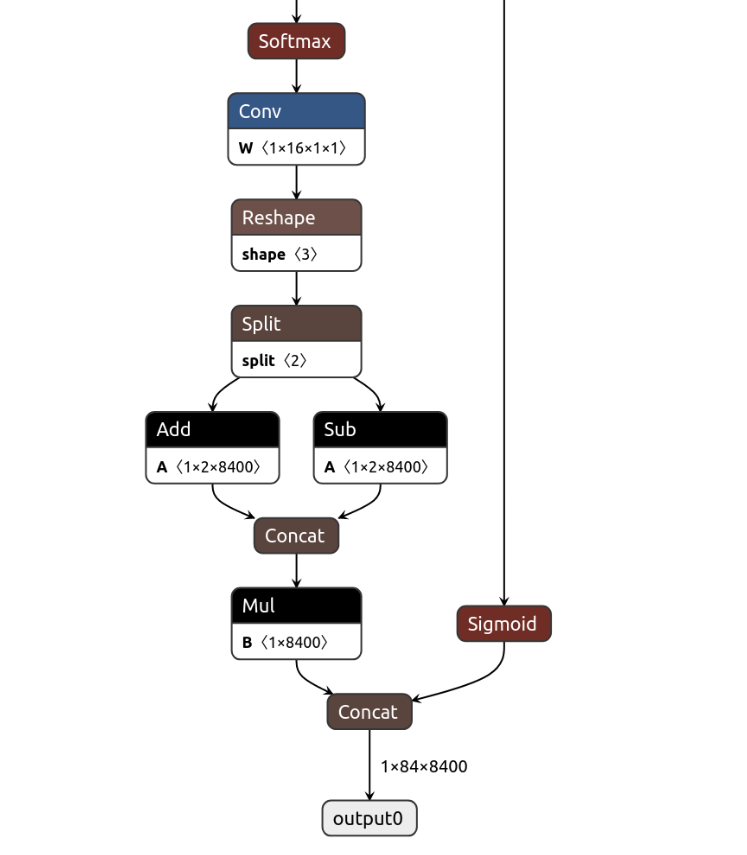 Softmax
Conv
W 〈1×16×1×1〉
Reshape
shape 〈3〉
Split
split 〈2〉
Add
A 〈1×2×8400〉
Sub
A 〈1×2×8400〉
Concat
Mul
B 〈1×8400〉
Sigmoid
Concat
1×84×8400
output0